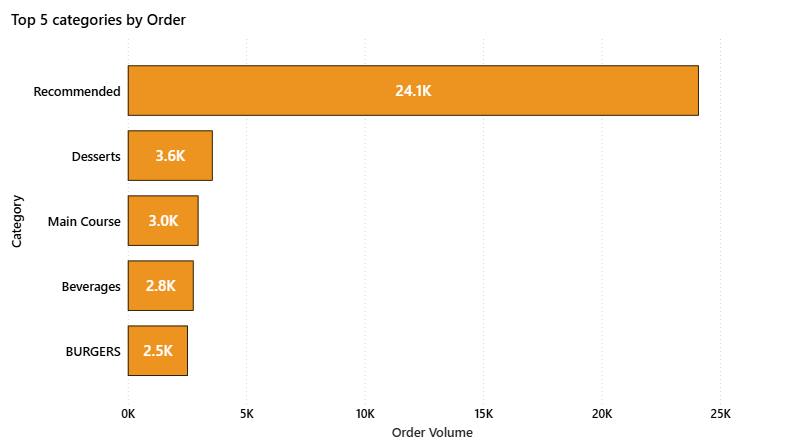 Top 5 categories by Order
Category
Recommended
24.1K
Desserts
3.6K
Main Course
3.0K
Beverages
2.8K
BURGERS
2.5K
0K 5K 10K 15K 20K 25K
Order Volume